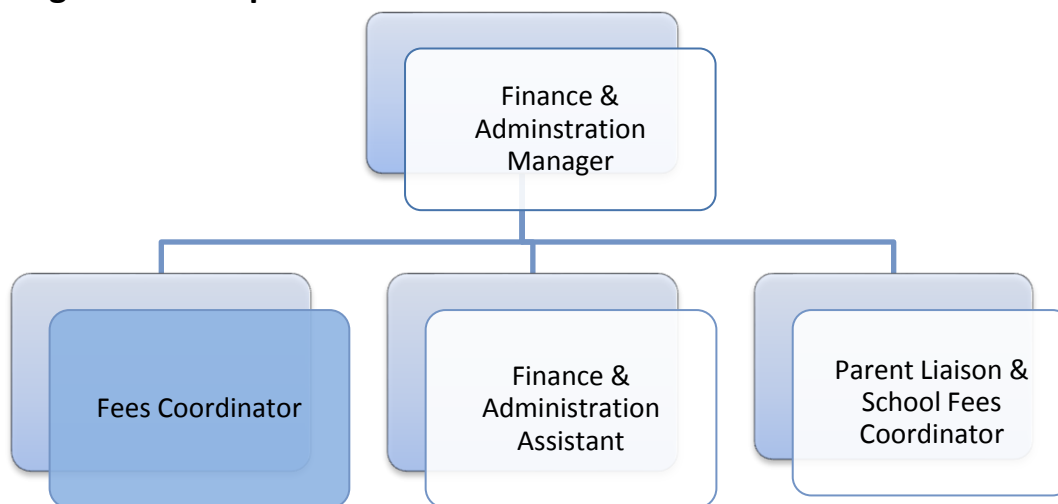 Finance &
Adminstration
Manager
Fees Coordinator
Finance &
Administration
Assistant
Parent Liaison &
School Fees
Coordinator